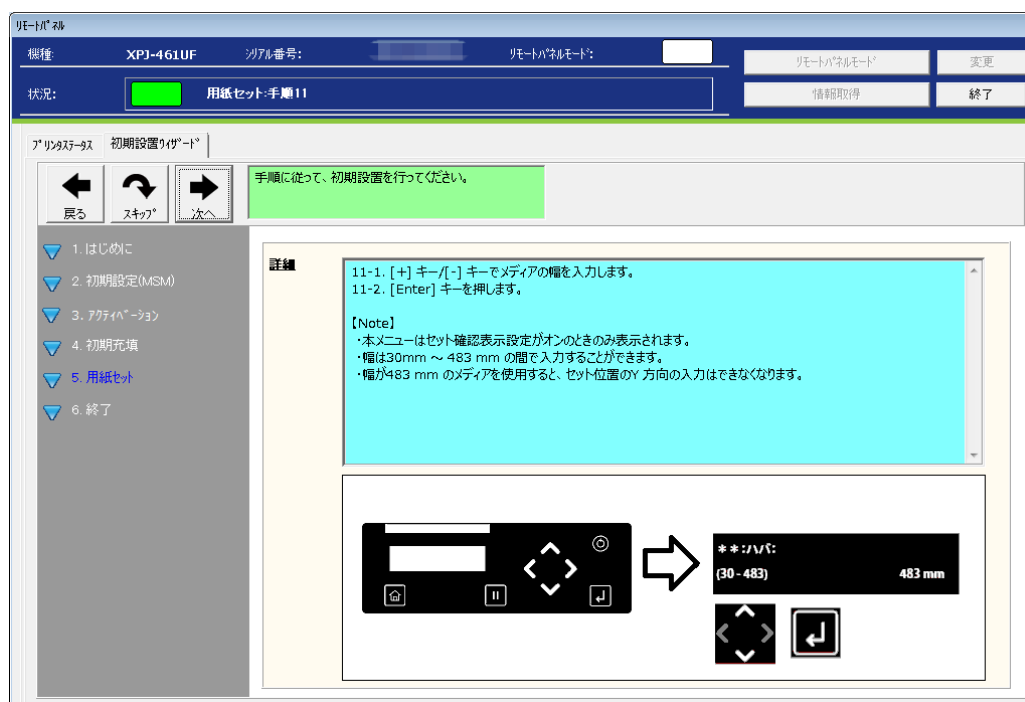 リモートパネル
機種: XPJ-461UF シリアル番号: リモートパネルモード:
リモートパネルモード 変更
状況: 用紙セット:手順11
情報取得 終了
プリンタステータス 初期設置ウィザード
戻る スキップ 次へ
手順に従って、初期設置を行ってください。
1. はじめに
2. 初期設定(MSM)
3. アクティベーション
4. 初期充填
5. 用紙セット
6. 終了
詳細
11-1. [+] キー/[-] キーでメディアの幅を入力します。
11-2. [Enter] キーを押します。
【Note】
・本メニューはセット確認表示設定がオンのときのみ表示されます。
・幅は30mm ～ 483 mm の間で入力することができます。
・幅が483 mm のメディアを使用すると、セット位置のY 方向の入力はできなくなります。
**:ハバ:
(30 - 483) 483 mm